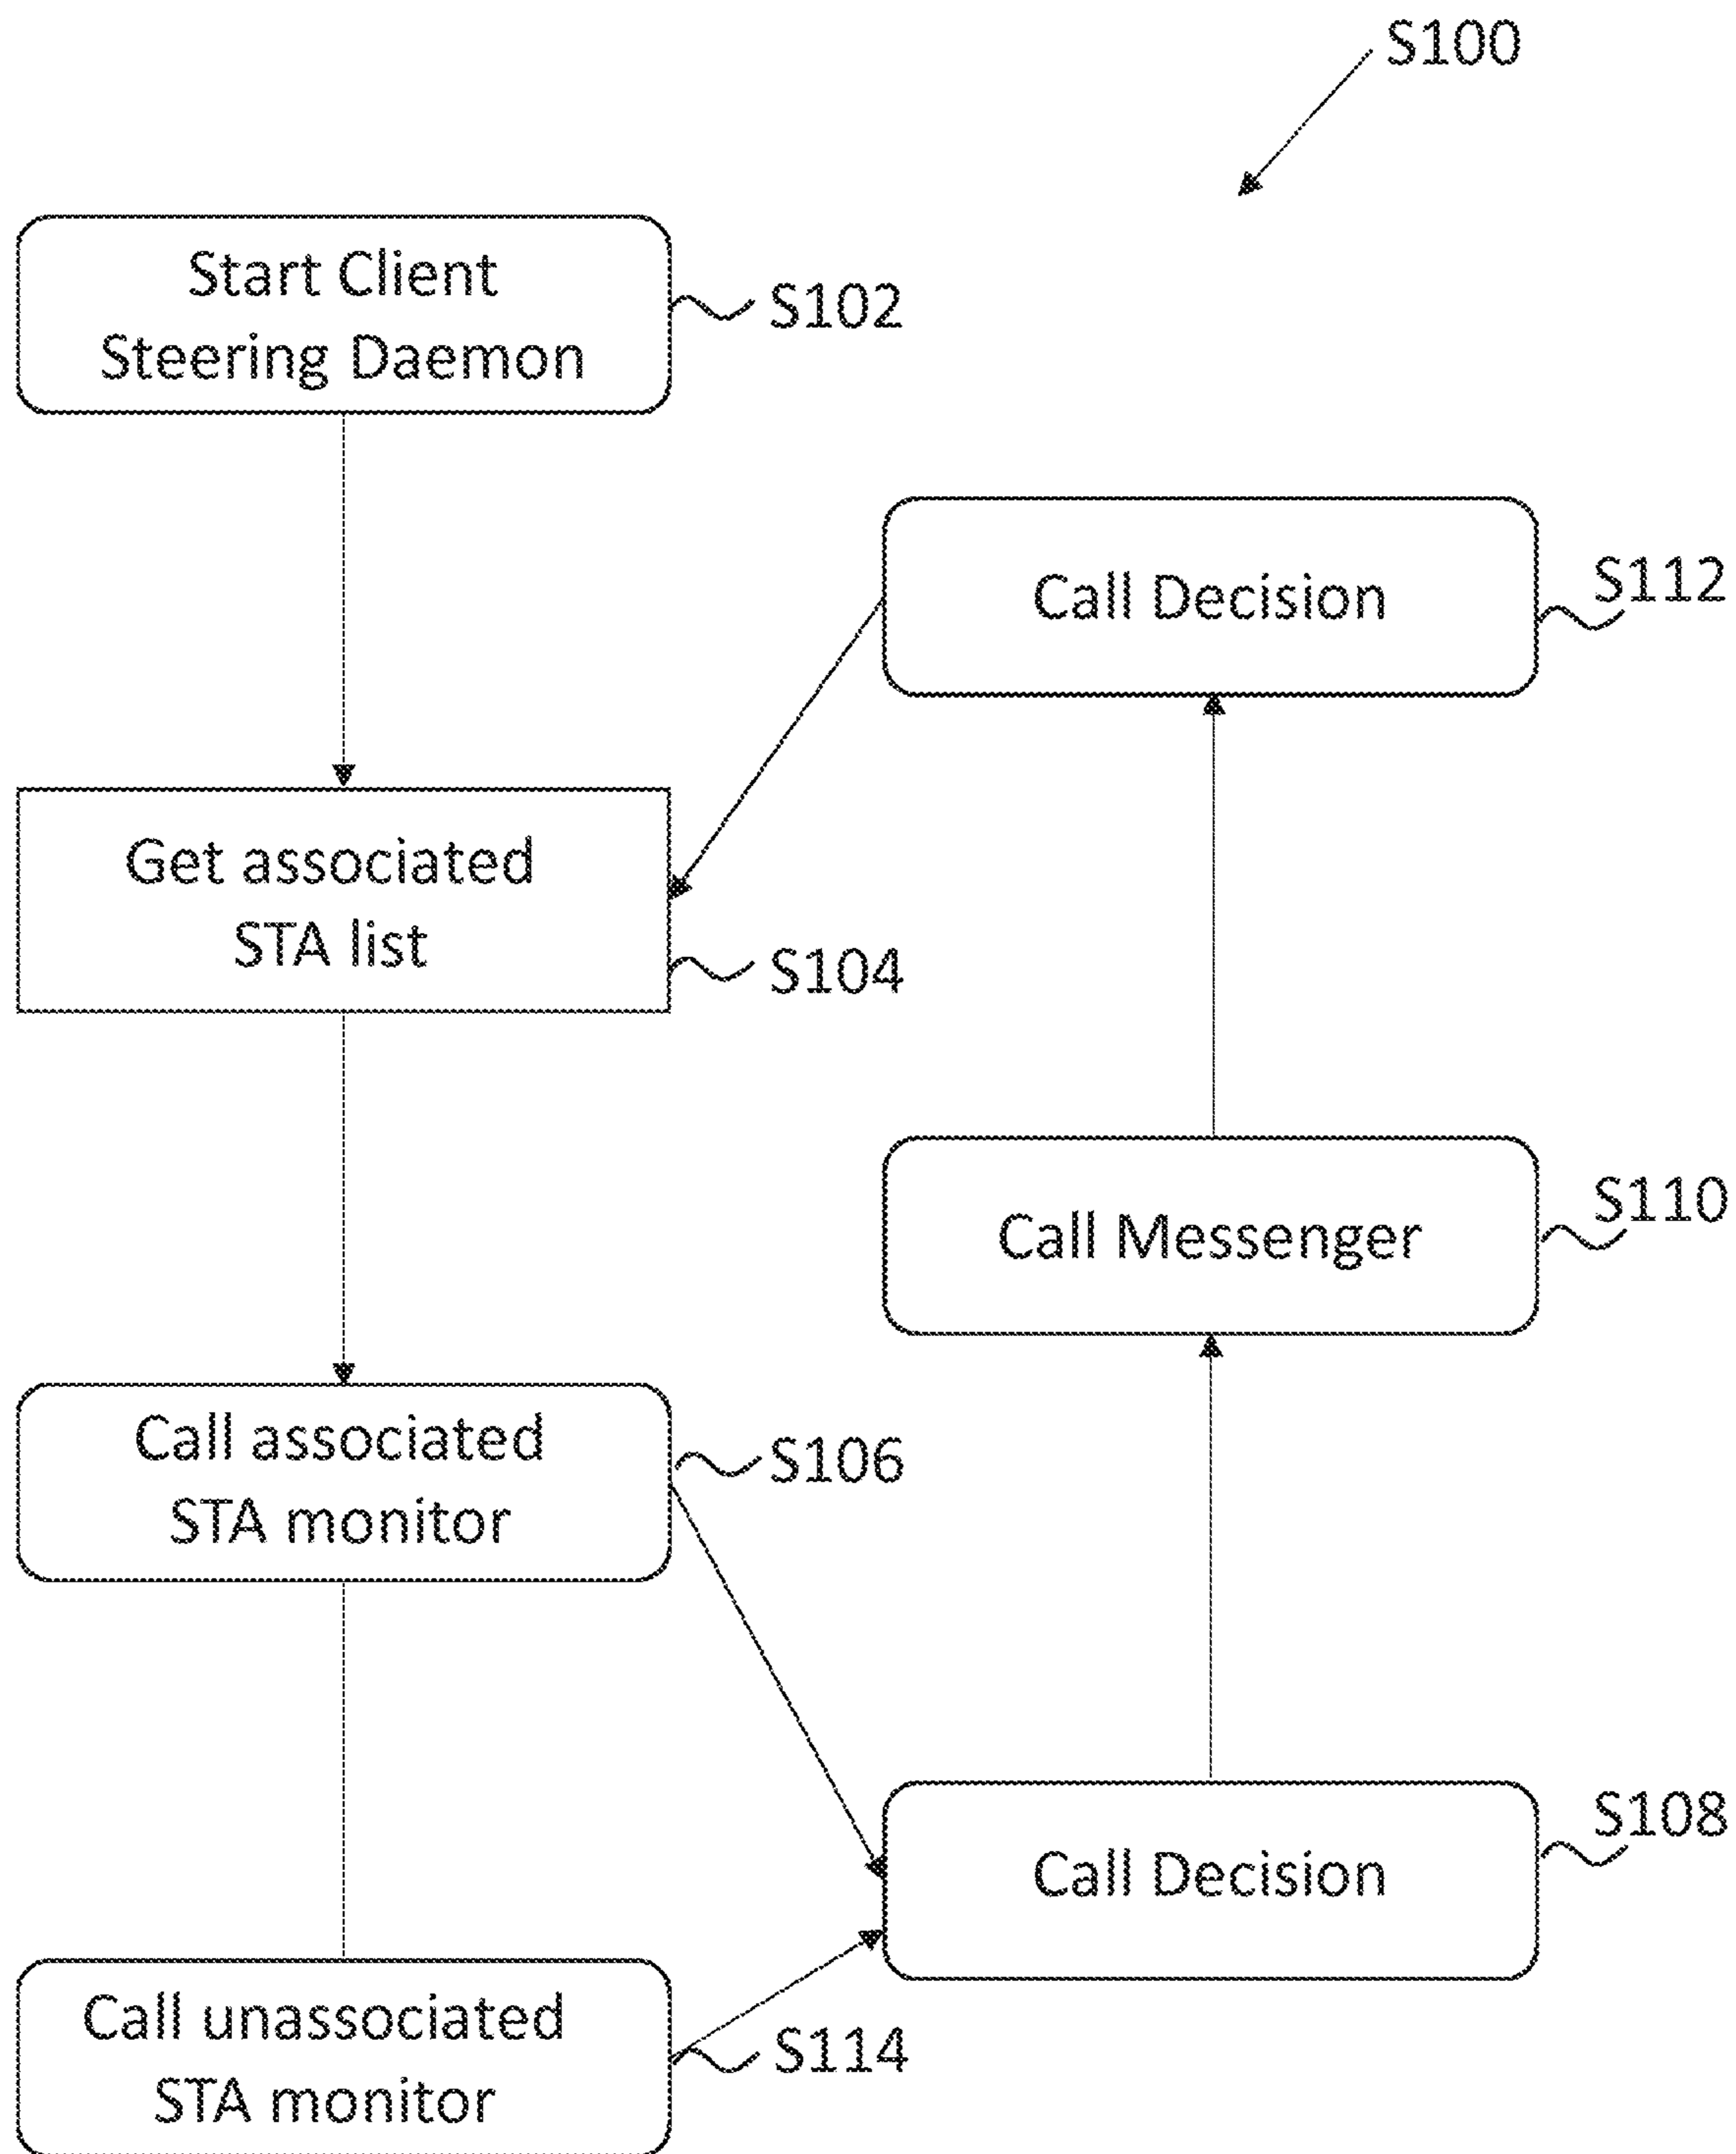 S100
Start Client
Steering Daemon
S102
Call Decision
S112
Get associated
STA list
S104
Call Messenger
S110
Call associated
STA monitor
S106
Call Decision
S108
Call unassociated
STA monitor
S114